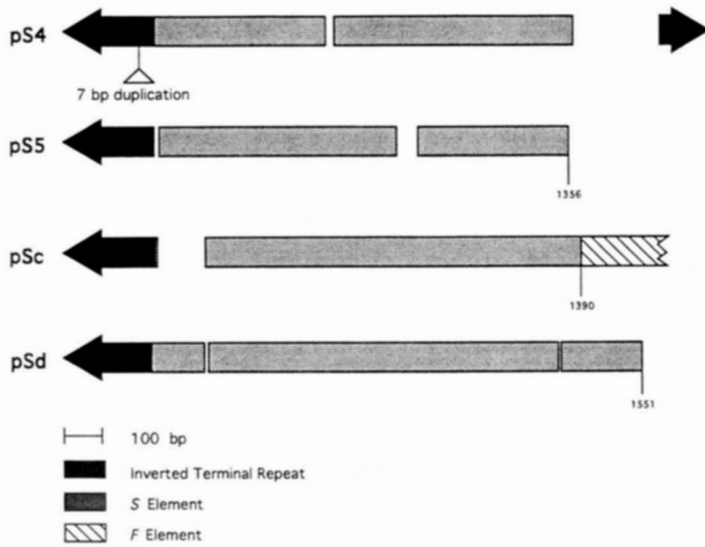 pS4
7 bp duplication
pS5
1356
pSc
1390
pSd
1551
100 bp
Inverted Terminal Repeat
S Element
F Element